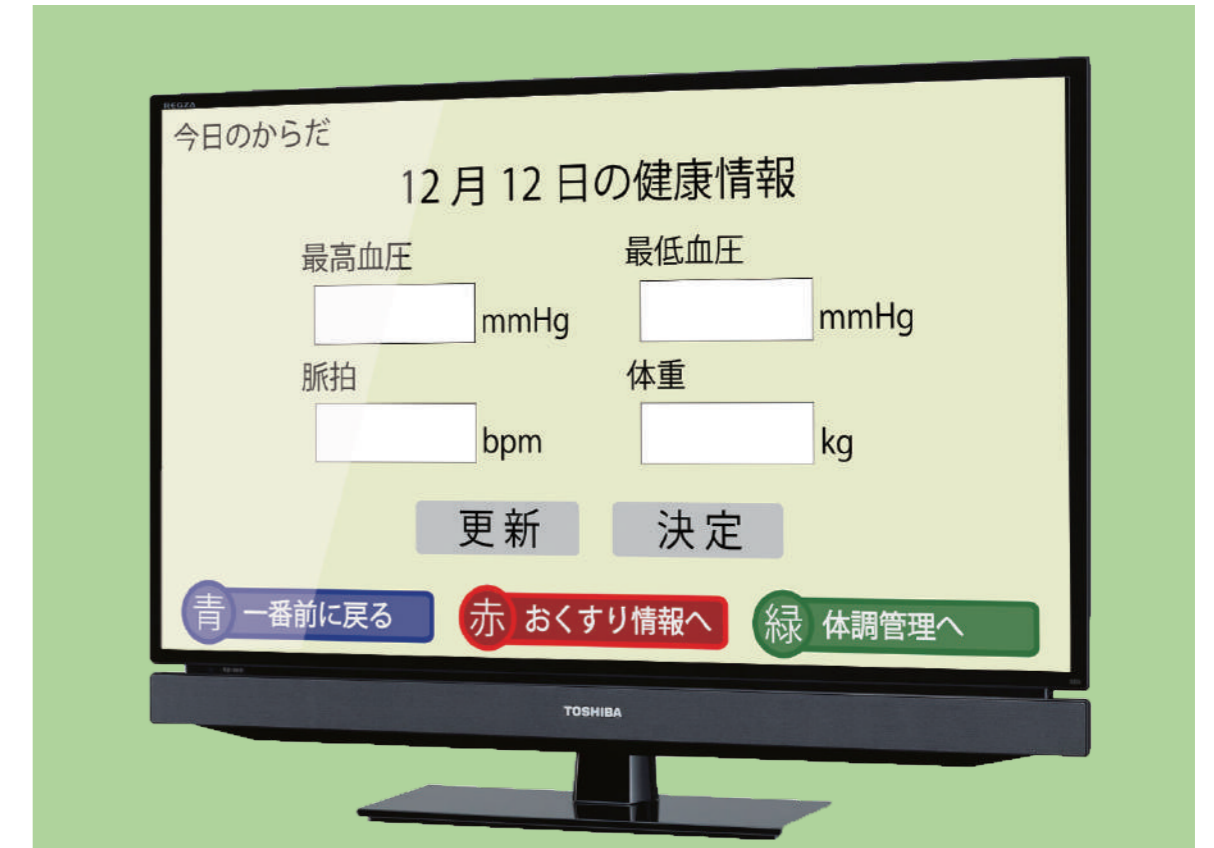 REGZA
今日のからだ
12月12日の健康情報
最高血圧 最低血圧
mmHg mmHg
脈拍 体重
bpm kg
更新 決定
青 一番前に戻る 赤 おくすり情報へ 緑 体調管理へ
TOSHIBA